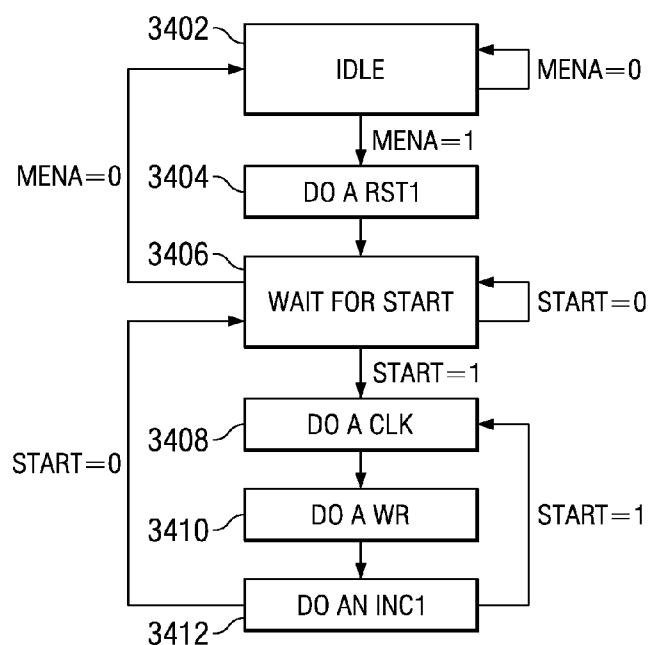 3402
IDLE
MENA=0
MENA=1
MENA=0
3404
DO A RST1
3406
WAIT FOR START
START=0
START=1
3408
DO A CLK
START=0
3410
DO A WR
START=1
3412
DO AN INC1